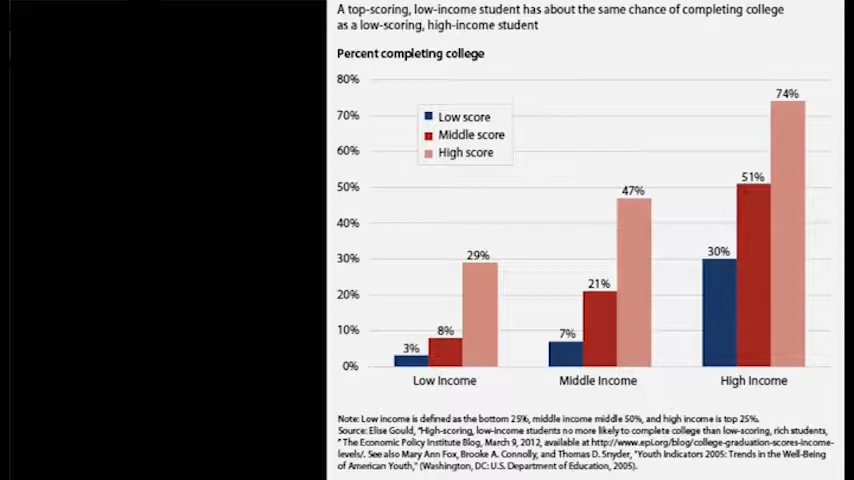 A top-scoring, low-income student has about the same chance of completing college
as a low-scoring, high-income student
Percent completing college
80%
70%
60%
50%
40%
30%
20%
10%
0%
Low score
Middle score
High score
3%
8%
29%
7%
21%
47%
30%
51%
74%
Low Income
Middle Income
High Income
Note: Low income is defined as the bottom 25%, middle income middle 50%, and high income is top 25%.
Source: Elise Gould, "High-scoring, low-income students no more likely to complete college than low-scoring, rich students,
" The Economic Policy Institute Blog, March 9, 2012, available at http://www.epi.org/blog/college-graduation-scores-income-
levels/. See also Mary Ann Fox, Brooke A. Connolly, and Thomas D. Snyder, "Youth Indicators 2005: Trends in the Well-Being
of American Youth," (Washington, DC: U.S. Department of Education, 2005).